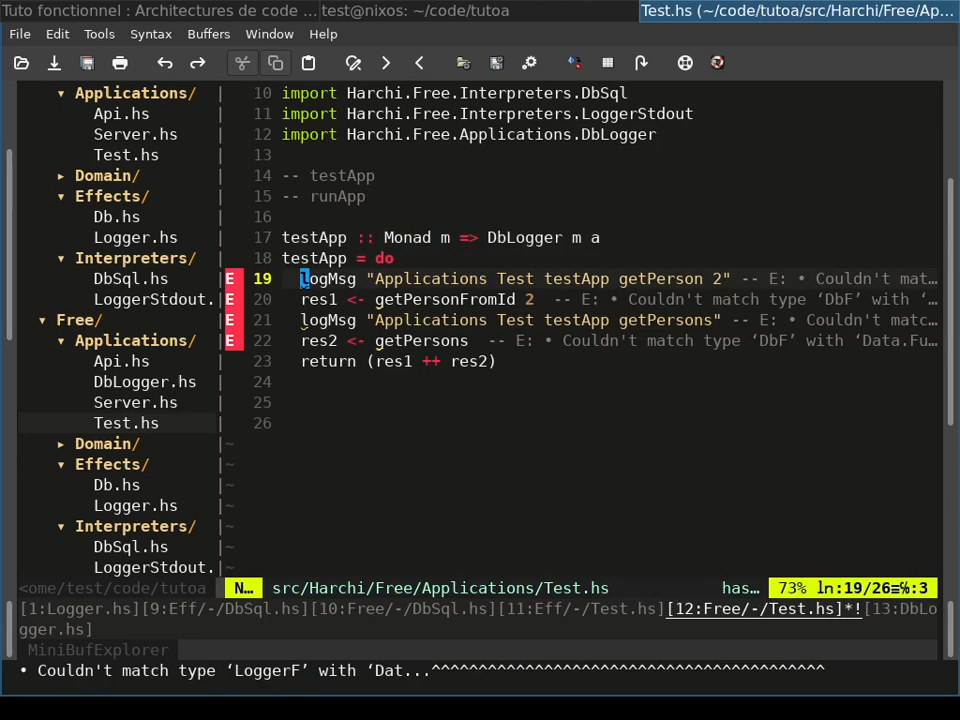 Tuto fonctionnel : Architectures de code ... test@nixos: ~/code/tutoa Test.hs (~/code/tutoa/src/Harchi/Free/Ap...
File Edit Tools Syntax Buffers Window Help
▾ Applications/ | 10 import Harchi.Free.Interpreters.DbSql
Api.hs | 11 import Harchi.Free.Interpreters.LoggerStdout
Server.hs | 12 import Harchi.Free.Applications.DbLogger
Test.hs | 13
▸ Domain/ | 14 -- testApp
▾ Effects/ | 15 -- runApp
Db.hs | 16
Logger.hs | 17 testApp :: Monad m => DbLogger m a
▾ Interpreters/ | 18 testApp = do
DbSql.hs |E 19 logMsg "Applications Test testApp getPerson 2" -- E: • Couldn't mat...
LoggerStdout.|E 20 res1 <- getPersonFromId 2 -- E: • Couldn't match type ‘DbF’ with ‘...
▾ Free/ |E 21 logMsg "Applications Test testApp getPersons" -- E: • Couldn't matc...
▾ Applications/ |E 22 res2 <- getPersons -- E: • Couldn't match type ‘DbF’ with ‘Data.Fu...
Api.hs | 23 return (res1 ++ res2)
DbLogger.hs | 24
Server.hs | 25
Test.hs | 26
▸ Domain/ |~
▾ Effects/ |~
Db.hs |~
Logger.hs |~
▾ Interpreters/ |~
DbSql.hs |~
LoggerStdout.|~
<ome/test/code/tutoa N... src/Harchi/Free/Applications/Test.hs has... 73% ln:19/26≡℅:3
[1:Logger.hs][9:Eff/-/DbSql.hs][10:Free/-/DbSql.hs][11:Eff/-/Test.hs][12:Free/-/Test.hs]*![13:DbLo
gger.hs]
MiniBufExplorer
• Couldn't match type ‘LoggerF’ with ‘Dat...^^^^^^^^^^^^^^^^^^^^^^^^^^^^^^^^^^^^^^^^^^